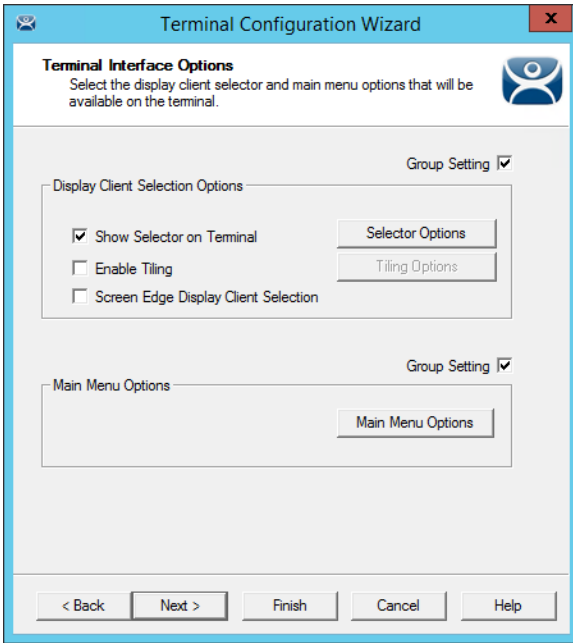 Terminal Configuration Wizard
x
Terminal Interface Options
Select the display client selector and main menu options that will be
available on the terminal.
Group Setting
Display Client Selection Options
Show Selector on Terminal
Selector Options
Enable Tiling
Tiling Options
Screen Edge Display Client Selection
Group Setting
Main Menu Options
Main Menu Options
< Back
Next >
Finish
Cancel
Help